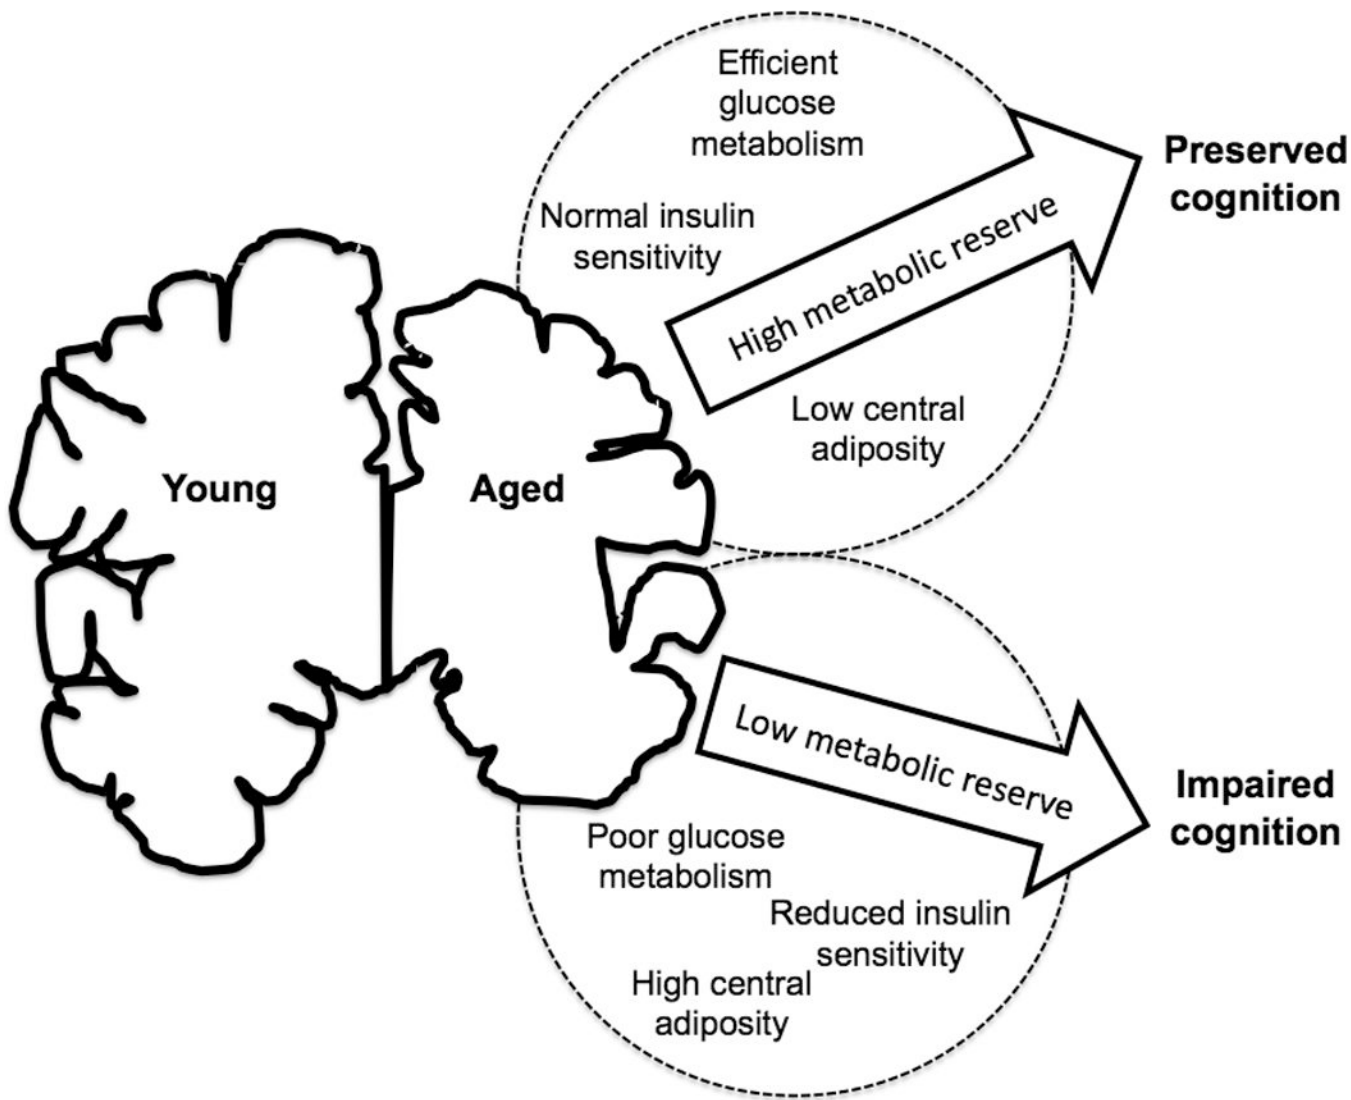 Efficient
glucose
metabolism
Preserved
cognition
Normal insulin
sensitivity
High metabolic reserve
Low central
adiposity
Young
Aged
Low metabolic reserve
Impaired
cognition
Poor glucose
metabolism
Reduced insulin
sensitivity
High central
adiposity